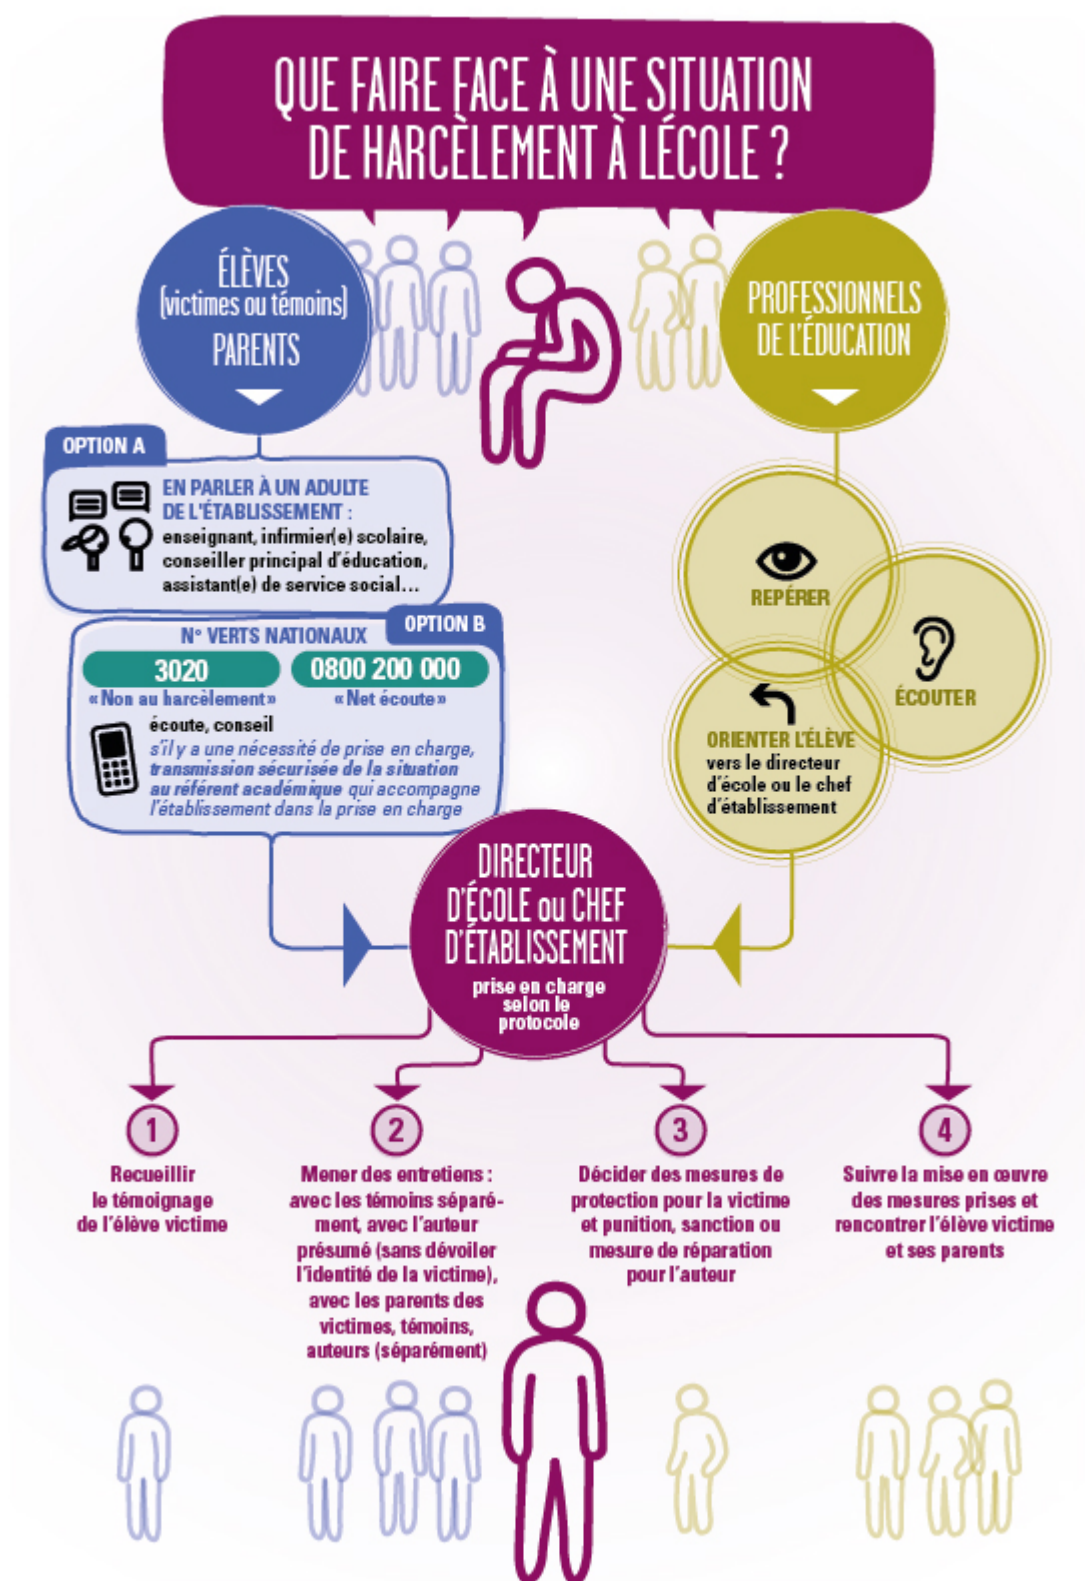 QUE FAIRE FACE À UNE SITUATION
DE HARCÈLEMENT À LÉCOLE ?
ÉLÈVES
(victimes ou témoins)
PARENTS
PROFESSIONNELS
DE L'ÉDUCATION
OPTION A
EN PARLER À UN ADULTE
DE L'ÉTABLISSEMENT :
enseignant, infirmier(e) scolaire,
conseiller principal d'éducation,
assistant(e) de service social...
OPTION B
N° VERTS NATIONAUX
3020
0800 200 000
« Non au harcèlement »
« Net écoute »
écoute, conseil
s'il y a une nécessité de prise en charge,
transmission sécurisée de la situation
au référent académique qui accompagne
l'établissement dans la prise en charge
REPÉRER
ÉCOUTER
ORIENTER L'ÉLÈVE
vers le directeur
d'école ou le chef
d'établissement
DIRECTEUR
D'ÉCOLE ou CHEF
D'ÉTABLISSEMENT
prise en charge
selon le
protocole
1
Recueillir
le témoignage
de l'élève victime
2
Mener des entretiens :
avec les témoins séparé-
ment, avec l'auteur
présumé (sans dévoiler
l'identité de la victime),
avec les parents des
victimes, témoins,
auteurs (séparément)
3
Décider des mesures de
protection pour la victime
et punition, sanction ou
mesure de réparation
pour l'auteur
4
Suivre la mise en œuvre
des mesures prises et
rencontrer l'élève victime
et ses parents